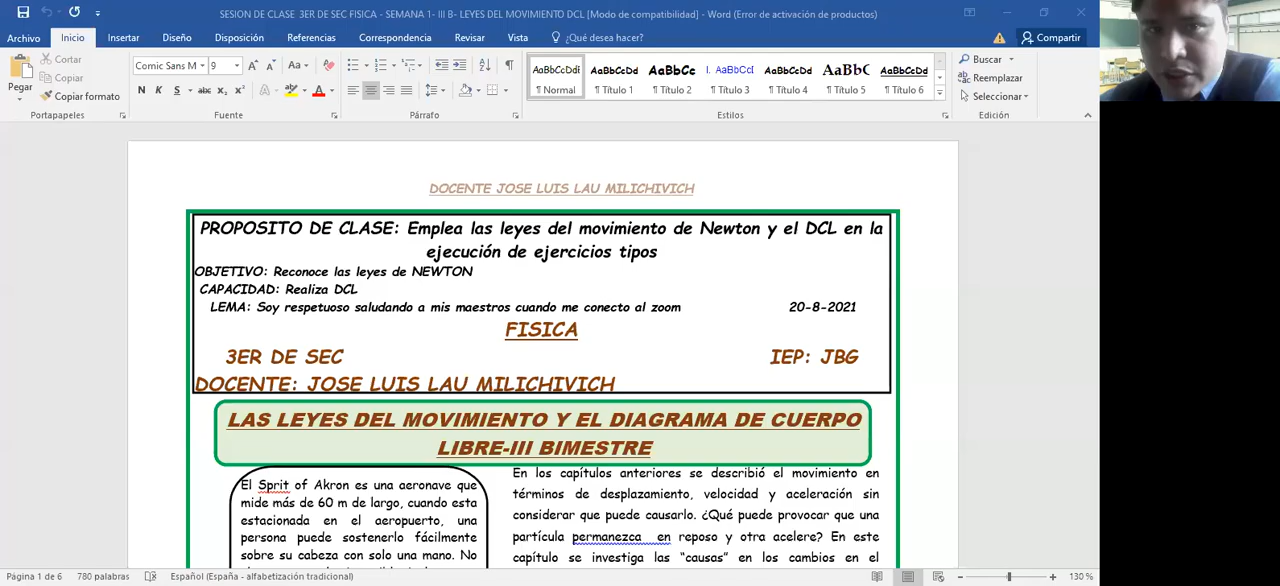 SESION DE CLASE 3ER DE SEC FISICA - SEMANA 1- III B- LEYES DEL MOVIMIENTO DCL [Modo de compatibilidad] - Word (Error de activación de productos)
Archivo Inicio Insertar Diseño Disposición Referencias Correspondencia Revisar Vista ¿Qué desea hacer? Compartir
Pegar
Cortar
Copiar
Copiar formato
Portapapeles
Comic Sans M 9 A A Aa
N K S abc x₂ x² A ab A
Fuente
Párrafo
AaBbCcDdE AaBbCcDd AaBbCc I. AaBbCcI AaBbCcDd AaBbC AaBbCcDd
¶ Normal ¶ Título 1 ¶ Título 2 ¶ Título 3 ¶ Título 4 ¶ Título 5 ¶ Título 6
Estilos
Buscar
Reemplazar
Seleccionar
Edición
DOCENTE JOSE LUIS LAU MILICHIVICH
PROPOSITO DE CLASE: Emplea las leyes del movimiento de Newton y el DCL en la
ejecución de ejercicios tipos
OBJETIVO: Reconoce las leyes de NEWTON
CAPACIDAD: Realiza DCL
LEMA: Soy respetuoso saludando a mis maestros cuando me conecto al zoom 20-8-2021
FISICA
3ER DE SEC IEP: JBG
DOCENTE: JOSE LUIS LAU MILICHIVICH
LAS LEYES DEL MOVIMIENTO Y EL DIAGRAMA DE CUERPO
LIBRE-III BIMESTRE
El Sprit of Akron es una aeronave que
mide más de 60 m de largo, cuando esta
estacionada en el aeropuerto, una
persona puede sostenerlo fácilmente
sobre su cabeza con solo una mano. No
En los capítulos anteriores se describió el movimiento en
términos de desplazamiento, velocidad y aceleración sin
considerar que puede causarlo. ¿Qué puede provocar que una
partícula permanezca en reposo y otra acelere? En este
capítulo se investiga las "causas" en los cambios en el
Página 1 de 6 780 palabras Español (España - alfabetización tradicional) 130 %